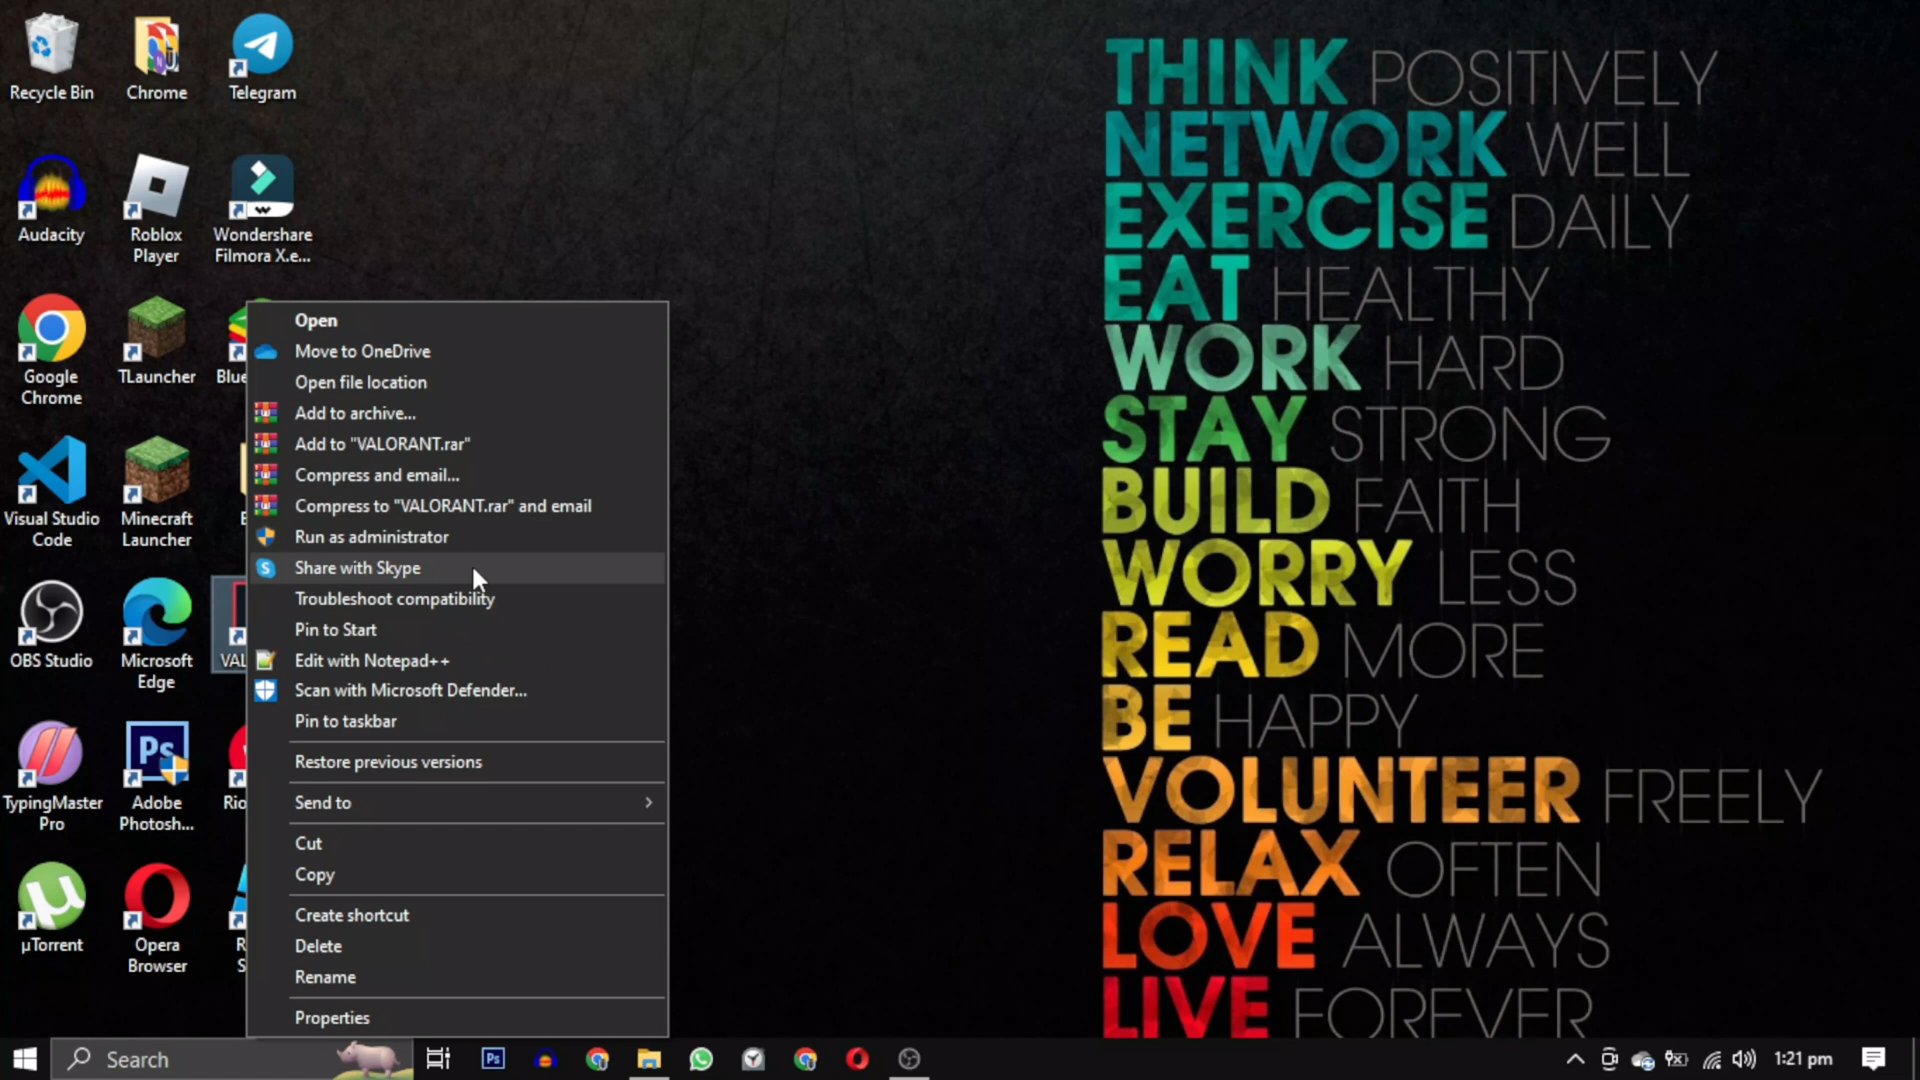 Recycle Bin
Chrome
Telegram
Audacity
Roblox
Player
Wondershare
Filmora X.e...
Google
Chrome
TLauncher
Blue
Visual Studio
Code
Minecraft
Launcher
OBS Studio
Microsoft
Edge
VAL
TypingMaster
Pro
Ps
Adobe
Photosh...
Rio
µTorrent
Opera
Browser
R
S
Open
Move to OneDrive
Open file location
Add to archive...
Add to "VALORANT.rar"
Compress and email...
Compress to "VALORANT.rar" and email
Run as administrator
Share with Skype
Troubleshoot compatibility
Pin to Start
Edit with Notepad++
Scan with Microsoft Defender...
Pin to taskbar
Restore previous versions
Send to
Cut
Copy
Create shortcut
Delete
Rename
Properties
THINK POSITIVELY
NETWORK WELL
EXERCISE DAILY
EAT HEALTHY
WORK HARD
STAY STRONG
BUILD FAITH
WORRY LESS
READ MORE
BE HAPPY
VOLUNTEER FREELY
RELAX OFTEN
LOVE ALWAYS
LIVE FOREVER
Search
Ps
1:21 pm